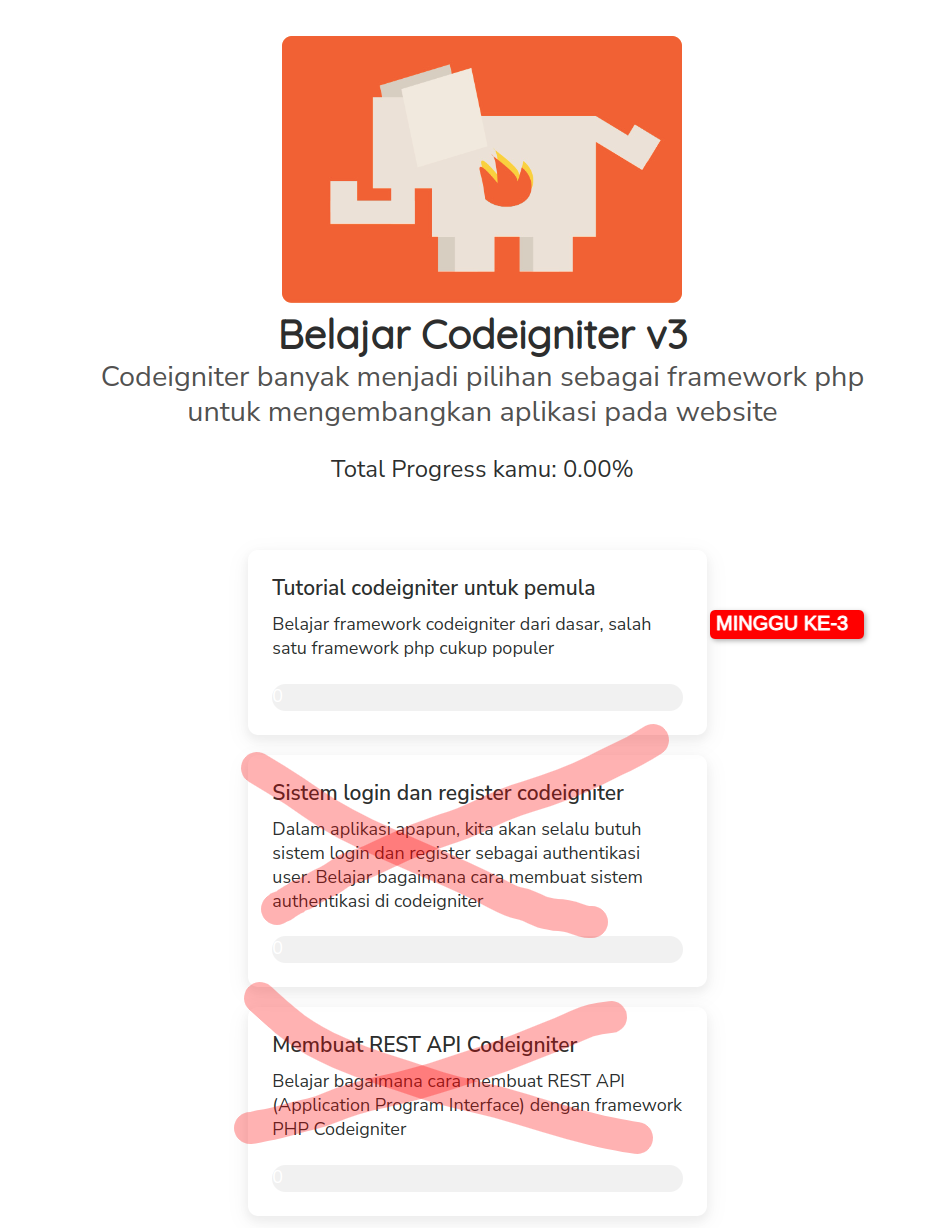 Belajar Codeigniter v3
Codeigniter banyak menjadi pilihan sebagai framework php
untuk mengembangkan aplikasi pada website
Total Progress kamu: 0.00%
Tutorial codeigniter untuk pemula
Belajar framework codeigniter dari dasar, salah
satu framework php cukup populer
MINGGU KE-3
0
Sistem login dan register codeigniter
Dalam aplikasi apapun, kita akan selalu butuh
sistem login dan register sebagai authentikasi
user. Belajar bagaimana cara membuat sistem
authentikasi di codeigniter
0
Membuat REST API Codeigniter
Belajar bagaimana cara membuat REST API
(Application Program Interface) dengan framework
PHP Codeigniter
0